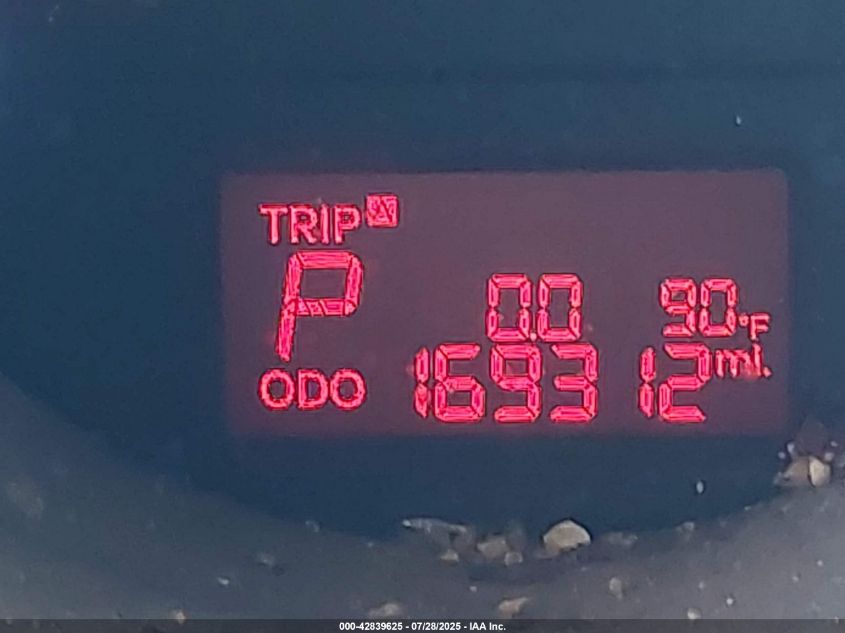 TRIP A
P 0.0 90°F
ODO 169312 mi.
000-42839625 - 07/28/2025 - IAA Inc.